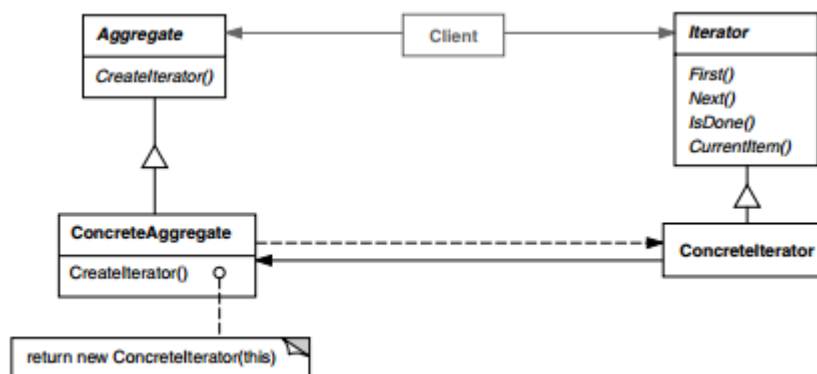 Aggregate
CreateIterator()
Client
Iterator
First()
Next()
IsDone()
CurrentItem()
ConcreteAggregate
CreateIterator()
ConcreteIterator
return new ConcreteIterator(this)